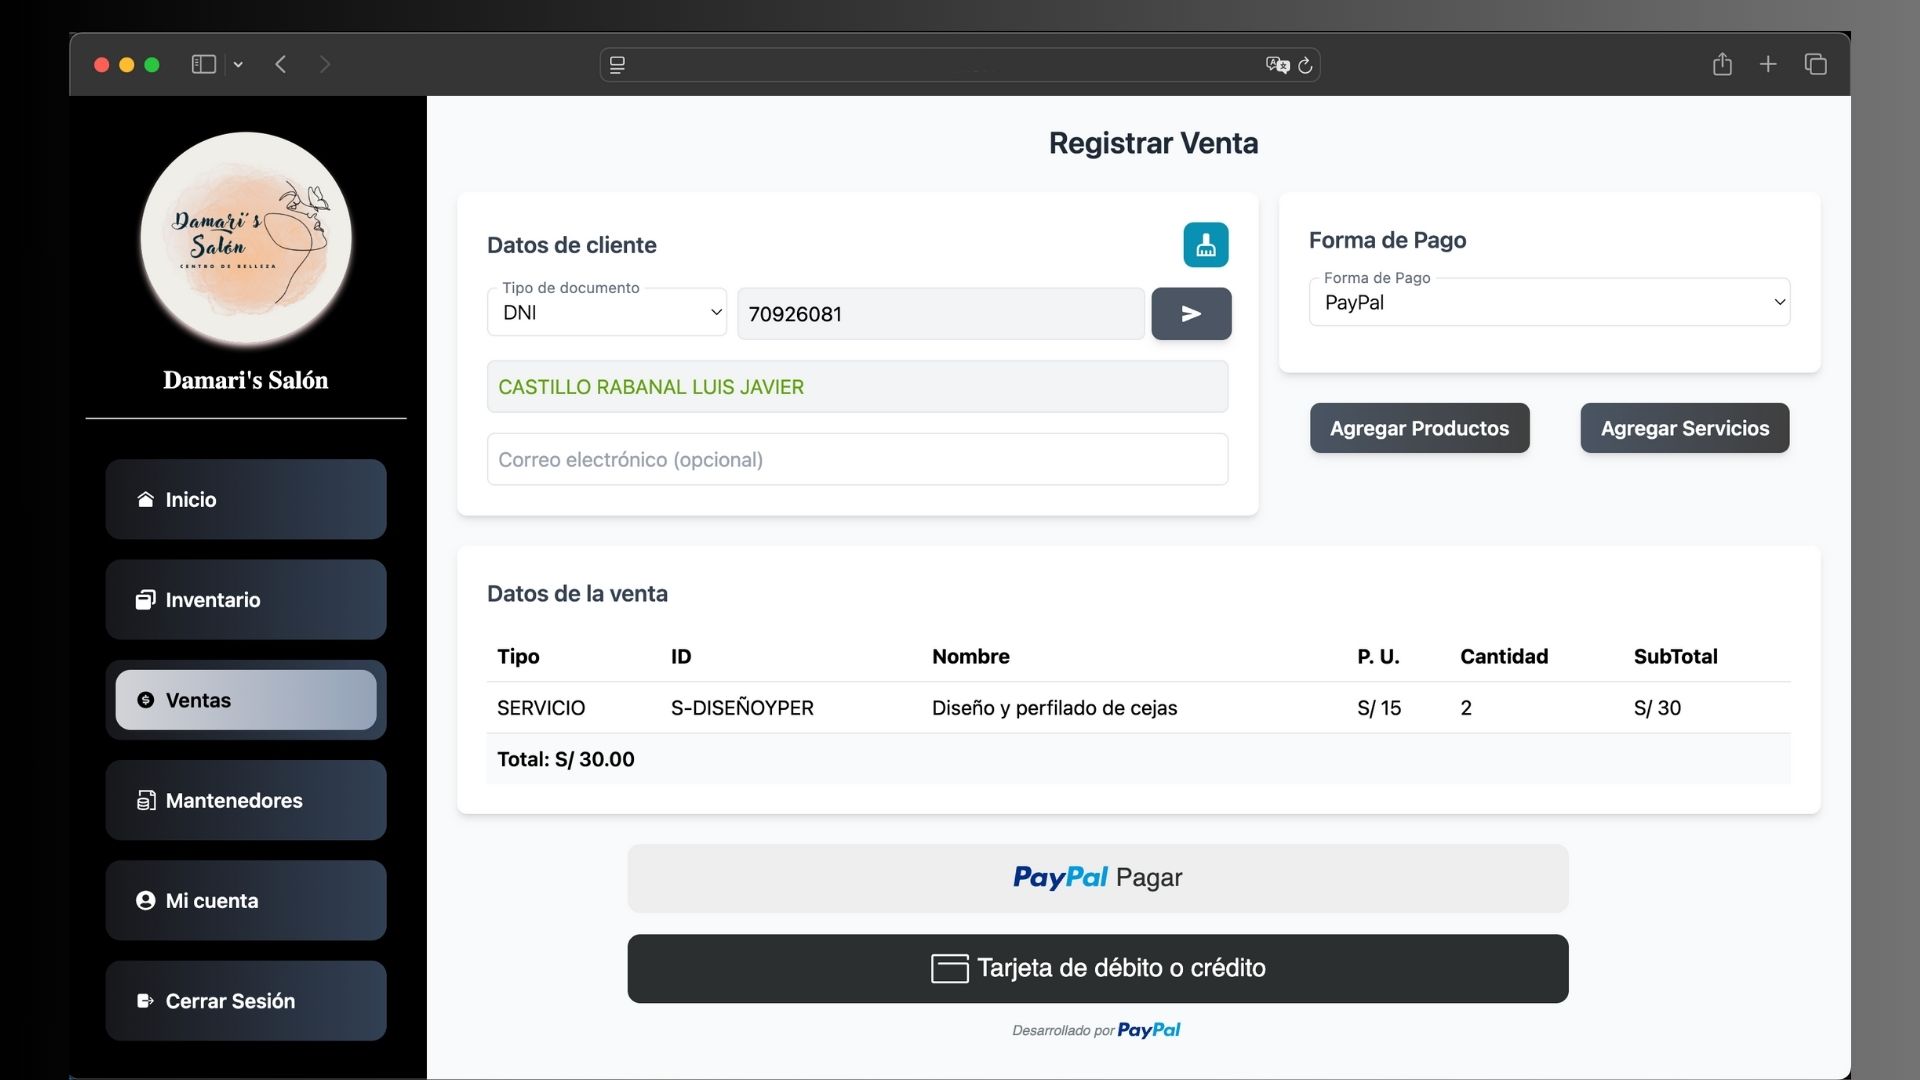 Damari's
Salón
CENTRO DE BELLEZA
Damari's Salón
Inicio
Inventario
Ventas
Mantenedores
Mi cuenta
Cerrar Sesión
Registrar Venta
Datos de cliente
Tipo de documento
DNI
70926081
CASTILLO RABANAL LUIS JAVIER
Correo electrónico (opcional)
Forma de Pago
Forma de Pago
PayPal
Agregar Productos
Agregar Servicios
Datos de la venta
Tipo ID Nombre P. U. Cantidad SubTotal
SERVICIO S-DISEÑOYPER Diseño y perfilado de cejas S/ 15 2 S/ 30
Total: S/ 30.00
PayPal Pagar
Tarjeta de débito o crédito
Desarrollado por PayPal